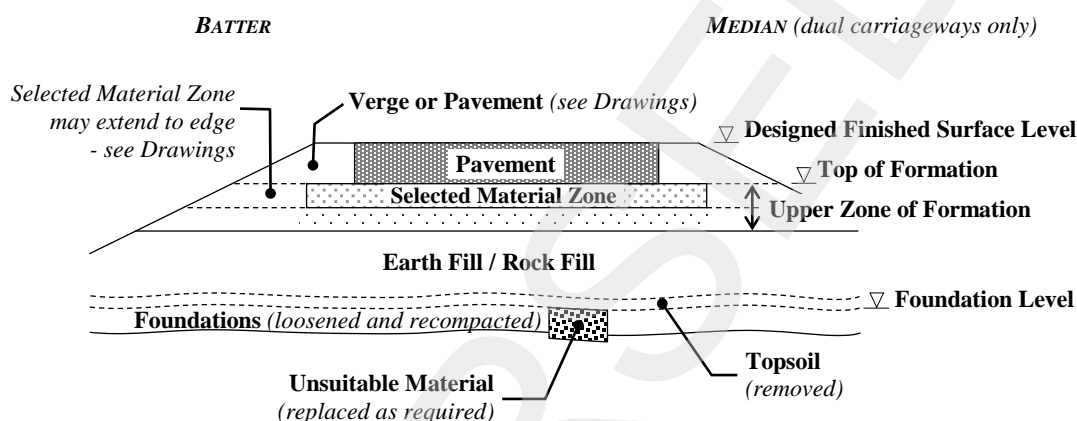 BATTER
MEDIAN (dual carriageways only)
Selected Material Zone
may extend to edge
- see Drawings
Verge or Pavement (see Drawings)
Designed Finished Surface Level
Pavement
Top of Formation
Selected Material Zone
Upper Zone of Formation
Earth Fill / Rock Fill
Foundation Level
Foundations (loosened and recompacted)
Topsoil
(removed)
Unsuitable Material
(replaced as required)